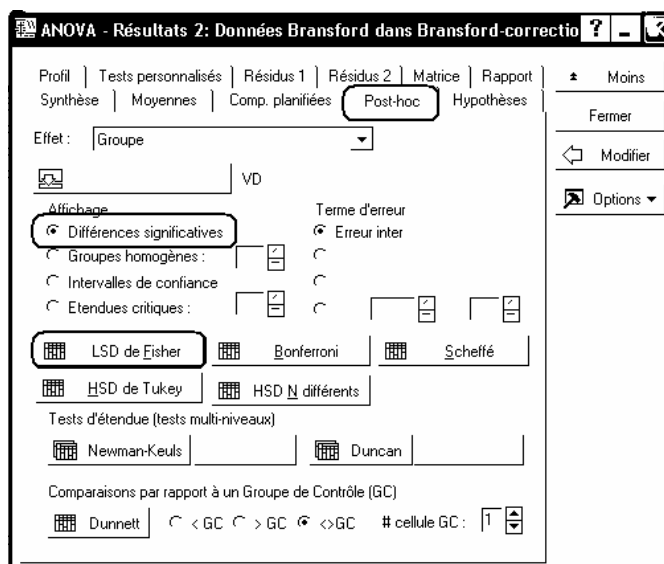 ANOVA - Résultats 2: Données Bransford dans Bransford-correctio
Profil Tests personnalisés Résidus 1 Résidus 2 Matrice Rapport
Synthèse Moyennes Comp. planifiées Post-hoc Hypothèses
Moins
Fermer
Modifier
Options
Effet : Groupe
VD
Affichage Terme d'erreur
Différences significatives Erreur inter
Groupes homogènes :
Intervalles de confiance
Etendues critiques :
LSD de Fisher Bonferroni Scheffé
HSD de Tukey HSD N différents
Tests d'étendue (tests multi-niveaux)
Newman-Keuls Duncan
Comparaisons par rapport à un Groupe de Contrôle (GC)
Dunnett < GC > GC <>GC # cellule GC : 1